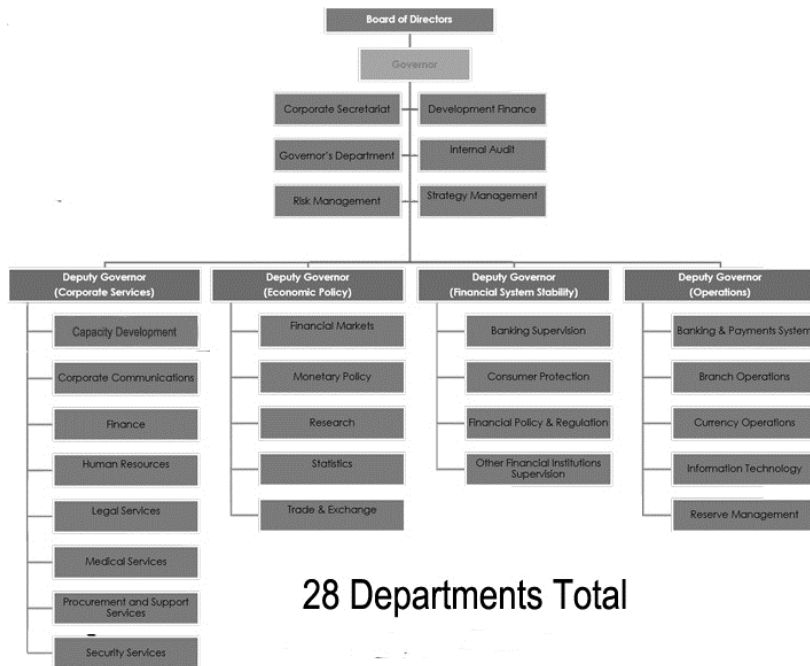 Board of Directors
Governor
Corporate Secretariat
Development Finance
Governor's Department
Internal Audit
Risk Management
Strategy Management
Deputy Governor
(Corporate Services)
Deputy Governor
(Economic Policy)
Deputy Governor
(Financial System Stability)
Deputy Governor
(Operations)
Capacity Development
Corporate Communications
Finance
Human Resources
Legal Services
Medical Services
Procurement and Support
Services
Security Services
Financial Markets
Monetary Policy
Research
Statistics
Trade & Exchange
Banking Supervision
Consumer Protection
Financial Policy & Regulation
Other Financial Institutions
Supervision
Banking & Payments System
Branch Operations
Currency Operations
Information Technology
Reserve Management
28 Departments Total